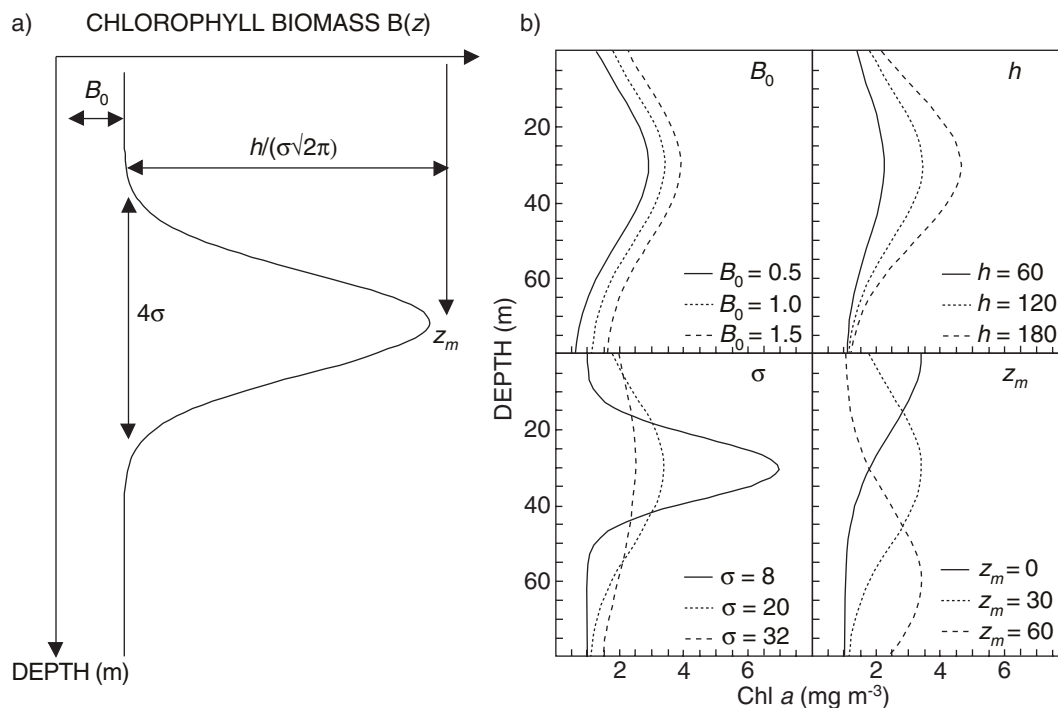 a)
CHLOROPHYLL BIOMASS B(z)
B₀
h/(σ√2π)
4σ
zₘ
DEPTH (m)
b)
DEPTH (m)
B₀
20
40
60
B₀ = 0.5
B₀ = 1.0
B₀ = 1.5
h
h = 60
h = 120
h = 180
σ
20
40
60
σ = 8
σ = 20
σ = 32
zₘ
zₘ = 0
zₘ = 30
zₘ = 60
2 4 6 2 4 6
Chl a (mg m⁻³)